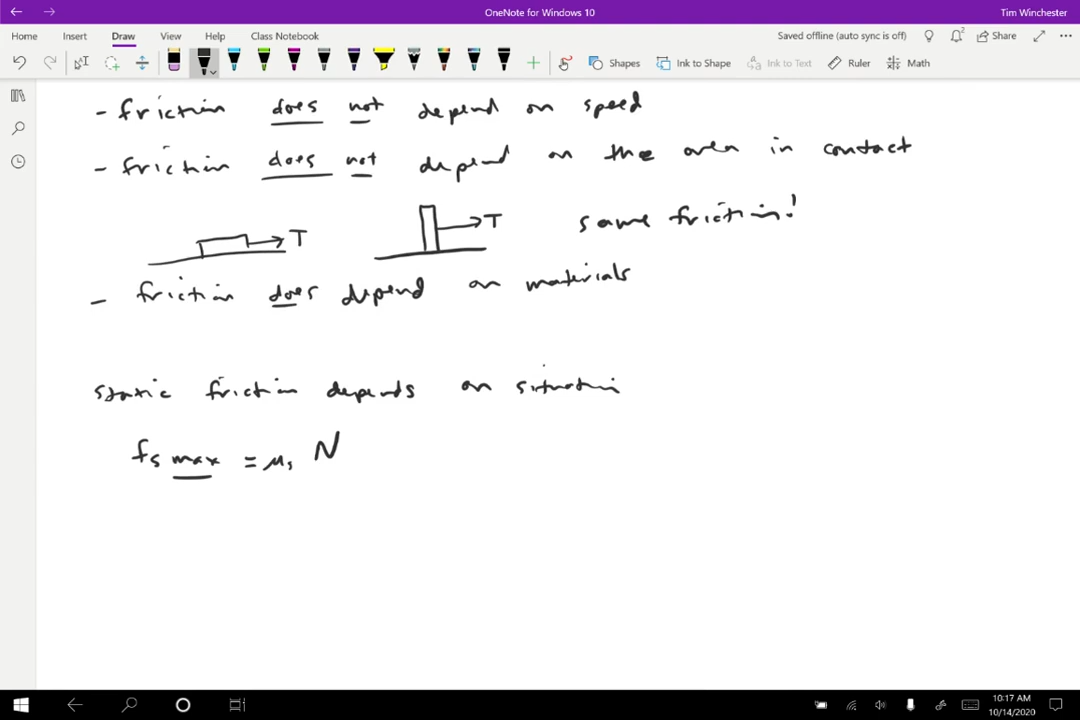 OneNote for Windows 10
Tim Winchester
Home Insert Draw View Help Class Notebook
Saved offline (auto sync is off) Share
Shapes Ink to Shape Ink to Text Ruler Math
- friction does not depend on speed
- friction does not depend on the area in contact
T T same friction!
- friction does depend on materials
static friction depends on situation
fs max = μs N
10:17 AM
10/14/2020